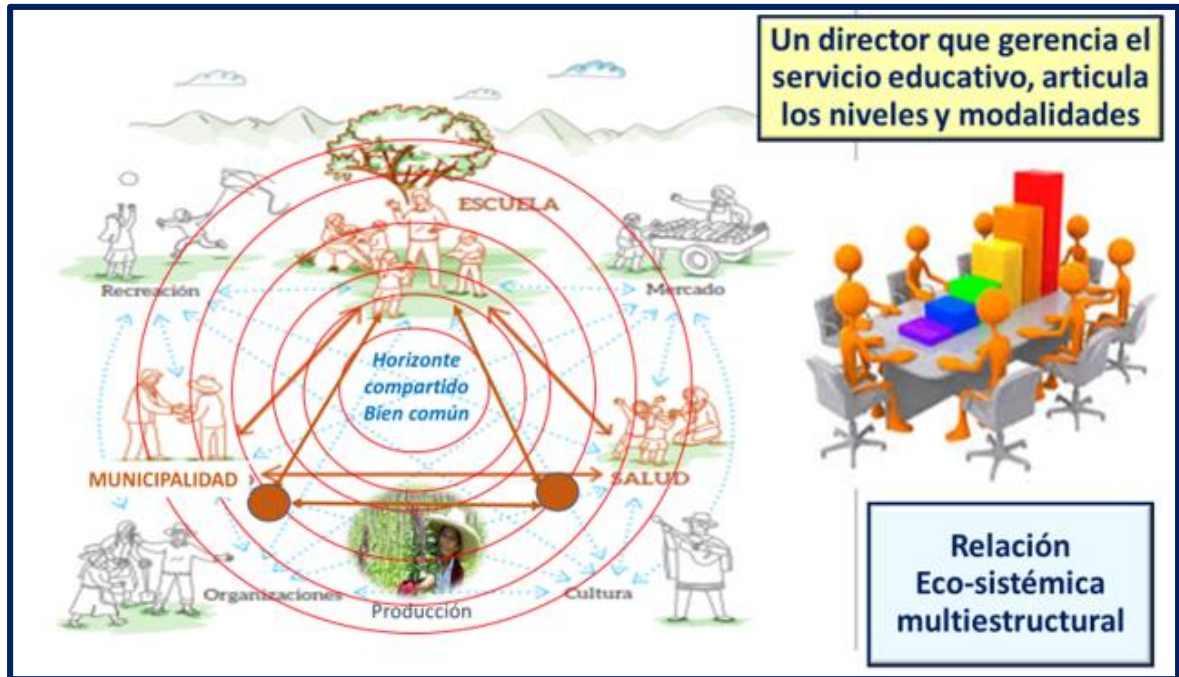 Un director que gerencia el
servicio educativo, articula
los niveles y modalidades
ESCUELA
Recreación
Mercado
Horizonte
compartido
Bien común
MUNICIPALIDAD
SALUD
Organizaciones
Producción
Cultura
Relación
Eco-sistémica
multiestructural